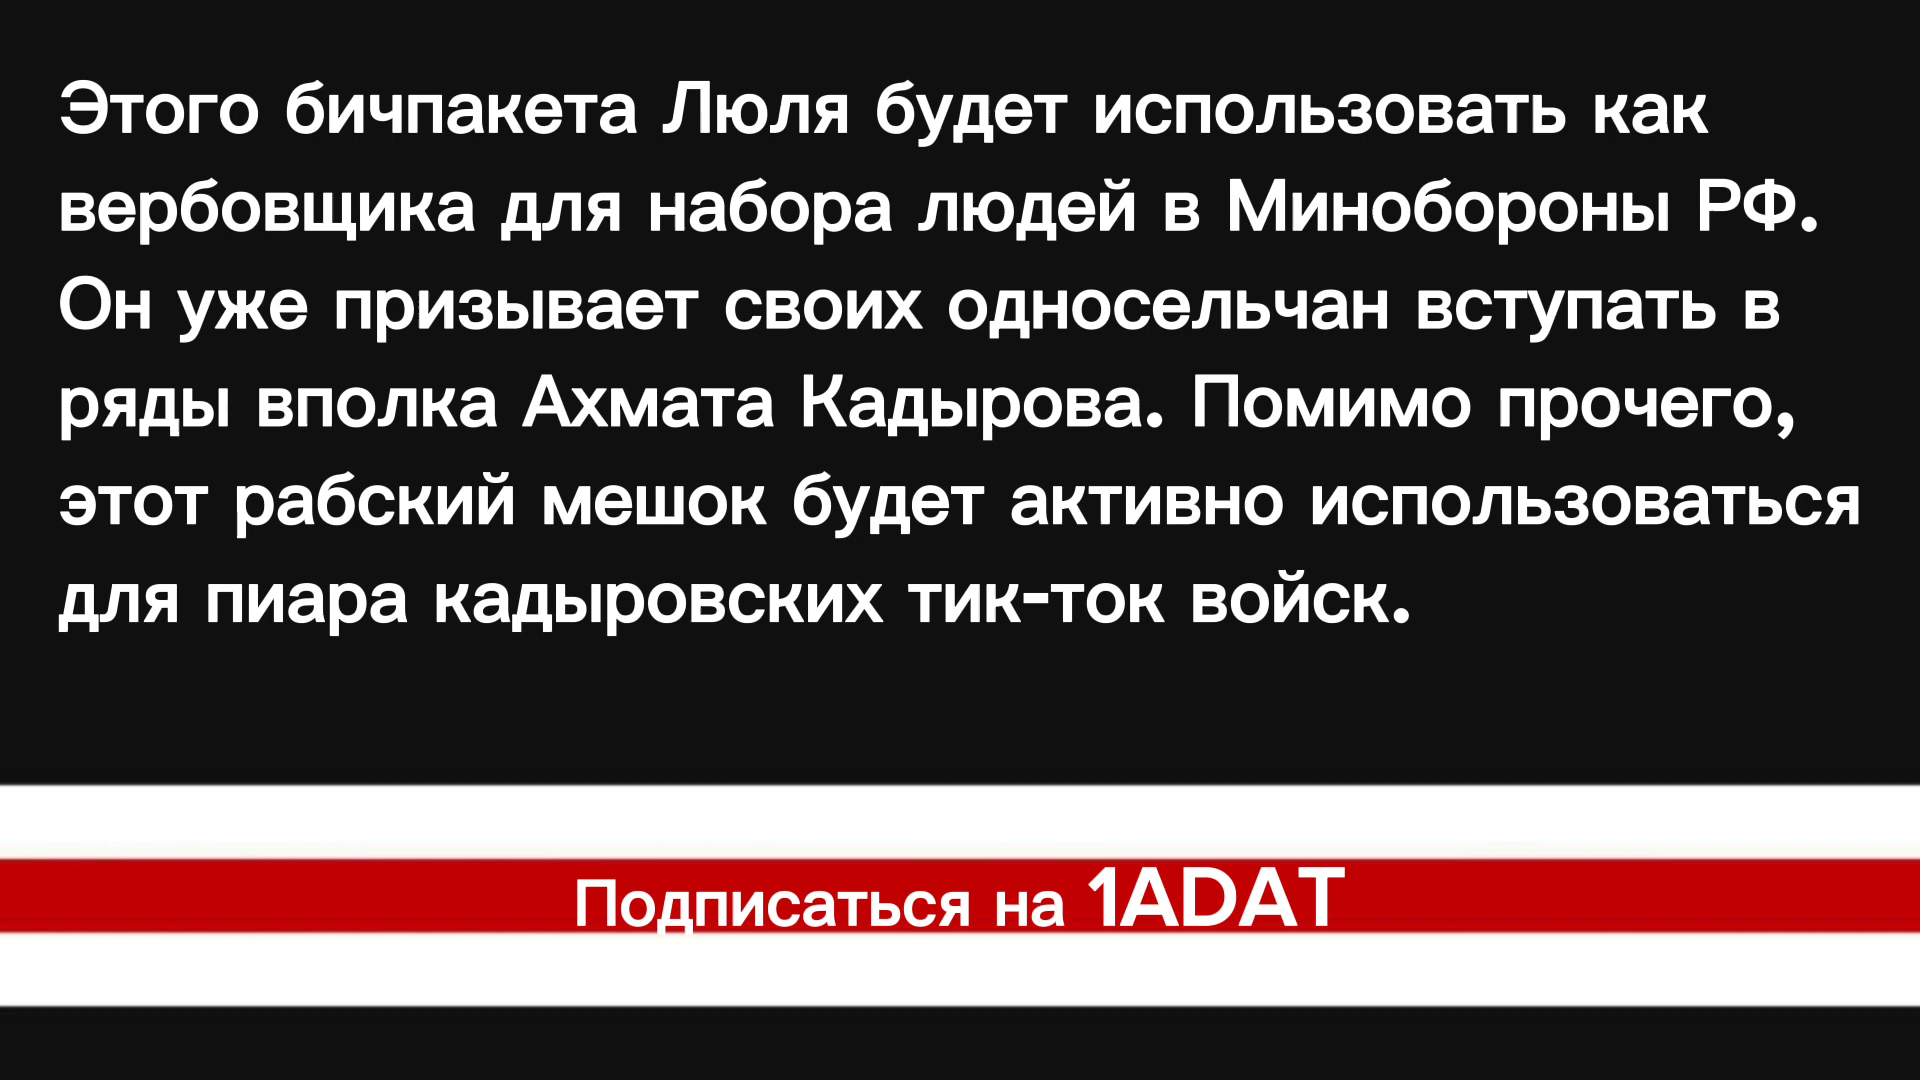 Этого бичпакета Люля будет использовать как
вербовщика для набора людей в Минобороны РФ.
Он уже призывает своих односельчан вступать в
ряды вполка Ахмата Кадырова. Помимо прочего,
этот рабский мешок будет активно использоваться
для пиара кадыровских тик-ток войск.
Подписаться на 1ADAT